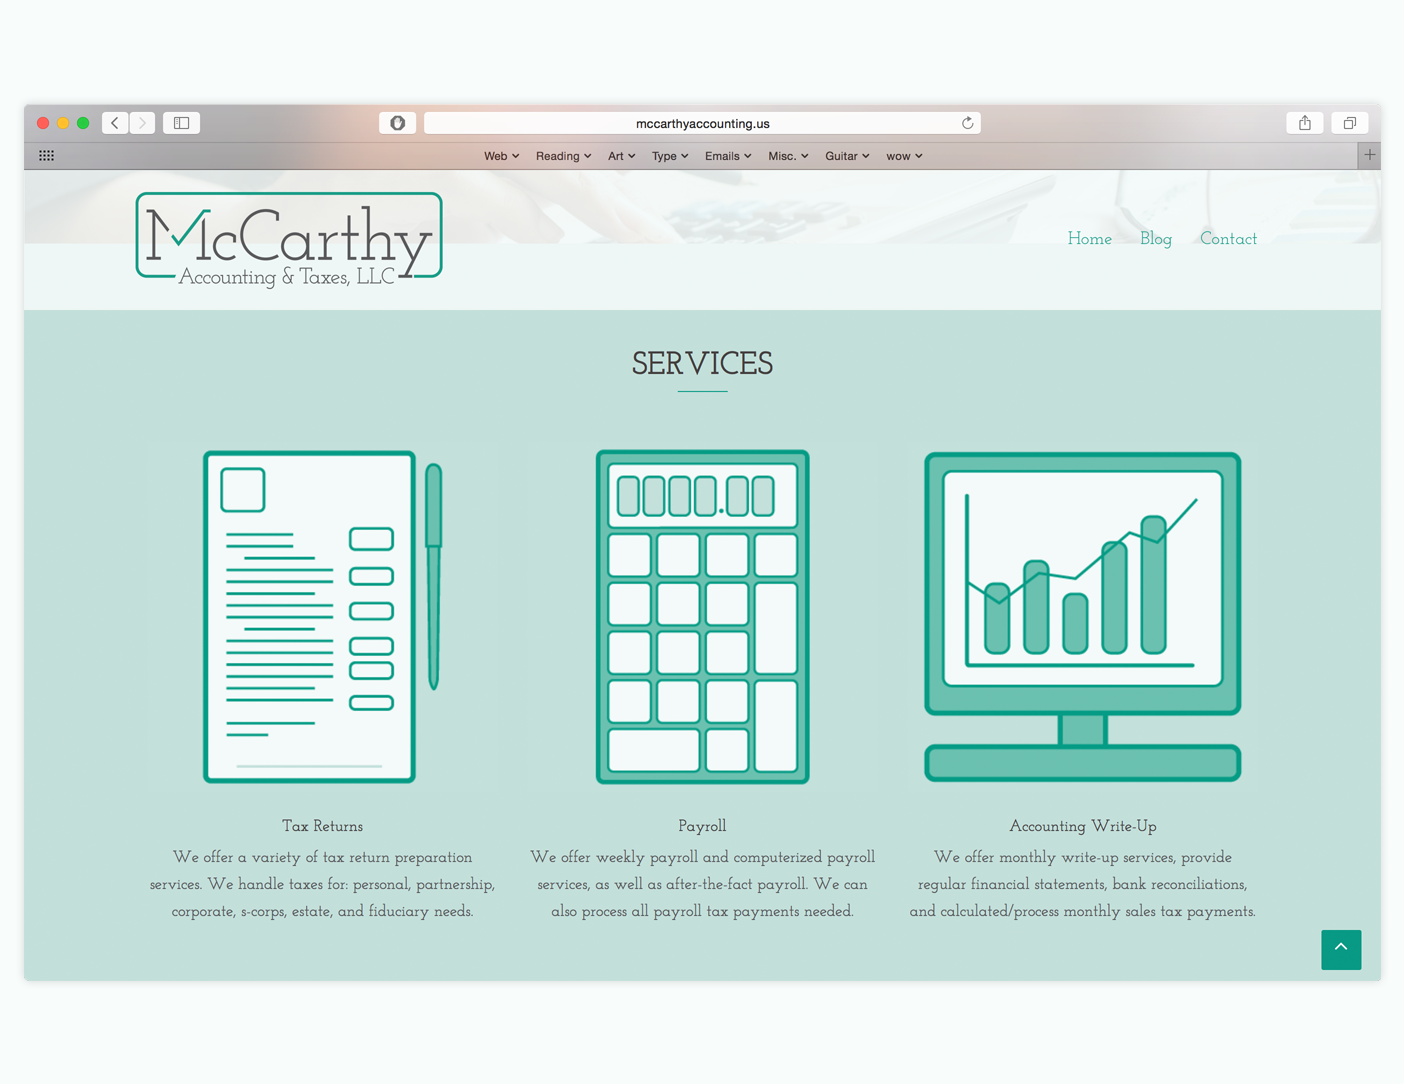 mccarthyaccounting.us
Web Reading Art Type Emails Misc. Guitar wow
McCarthy
Accounting & Taxes, LLC
Home Blog Contact
SERVICES
Tax Returns
We offer a variety of tax return preparation
services. We handle taxes for: personal, partnership,
corporate, s-corps, estate, and fiduciary needs.
Payroll
We offer weekly payroll and computerized payroll
services, as well as after-the-fact payroll. We can
also process all payroll tax payments needed.
Accounting Write-Up
We offer monthly write-up services, provide
regular financial statements, bank reconciliations,
and calculated/process monthly sales tax payments.